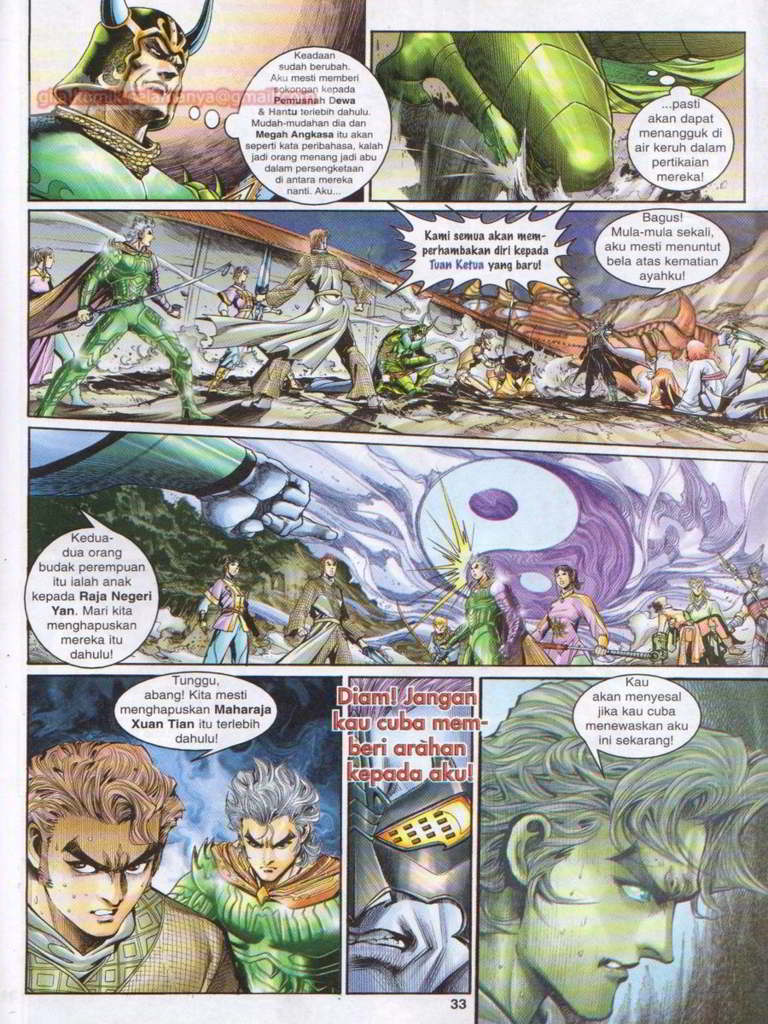 Keadaan
sudah berubah.
Aku mesti memberi
sokongan kepada
Pemusnah Dewa
& Hantu terlebih dahulu.
Mudah-mudahan dia dan
Megah Angkasa itu akan
seperti kata peribahasa, kalah
jadi orang menang jadi abu
dalam persengketaan
di antara mereka
nanti. Aku...
...pasti
akan dapat
menangguk di
air keruh dalam
pertikaian
mereka!
Kami semua akan mem-
perhambakan diri kepada
Tuan Ketua yang baru!
Bagus!
Mula-mula sekali,
aku mesti menuntut
bela atas kematian
ayahku!
Kedua-
dua orang
budak perempuan
itu ialah anak
kepada Raja Negeri
Yan. Mari kita
menghapuskan
mereka itu
dahulu!
Tunggu,
abang! Kita mesti
menghapuskan Maharaja
Xuan Tian itu terlebih
dahulu!
Diam! Jangan
kau cuba mem-
beri arahan
kepada aku!
Kau
akan menyesal
jika kau cuba
menewaskan aku
ini sekarang!
33